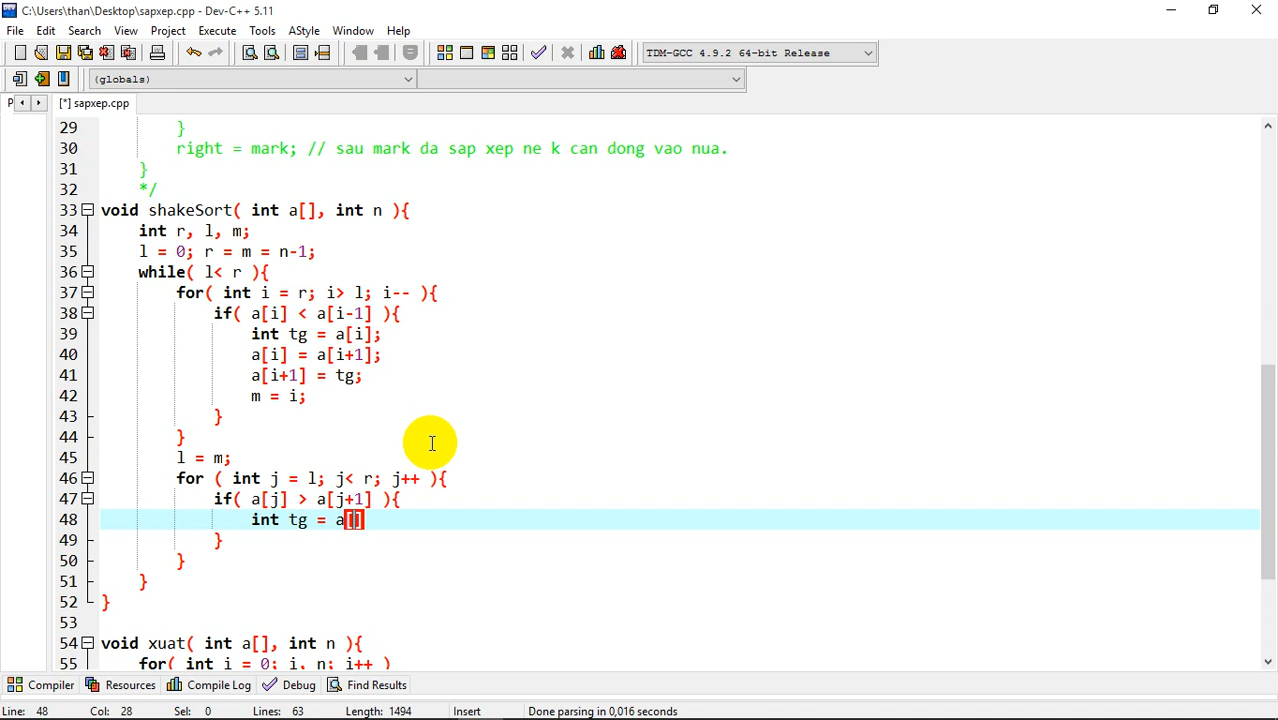 C:\Users\than\Desktop\sapxep.cpp - Dev-C++ 5.11
File Edit Search View Project Execute Tools AStyle Window Help
TDM-GCC 4.9.2 64-bit Release
(globals)
P [*] sapxep.cpp
29 }
30 right = mark; // sau mark da sap xep ne k can dong vao nua.
31 }
32 */
33 void shakeSort( int a[], int n ){
34 int r, l, m;
35 l = 0; r = m = n-1;
36 while( l< r ){
37 for( int i = r; i> l; i-- ){
38 if( a[i] < a[i-1] ){
39 int tg = a[i];
40 a[i] = a[i+1];
41 a[i+1] = tg;
42 m = i;
43 }
44 }
45 l = m;
46 for ( int j = l; j< r; j++ ){
47 if( a[j] > a[j+1] ){
48 int tg = a[]
49 }
50 }
51 }
52 }
53
54 void xuat( int a[], int n ){
55 for( int i = 0; i, n; i++ )
Compiler Resources Compile Log Debug Find Results
Line: 48 Col: 28 Sel: 0 Lines: 63 Length: 1494 Insert Done parsing in 0,016 seconds